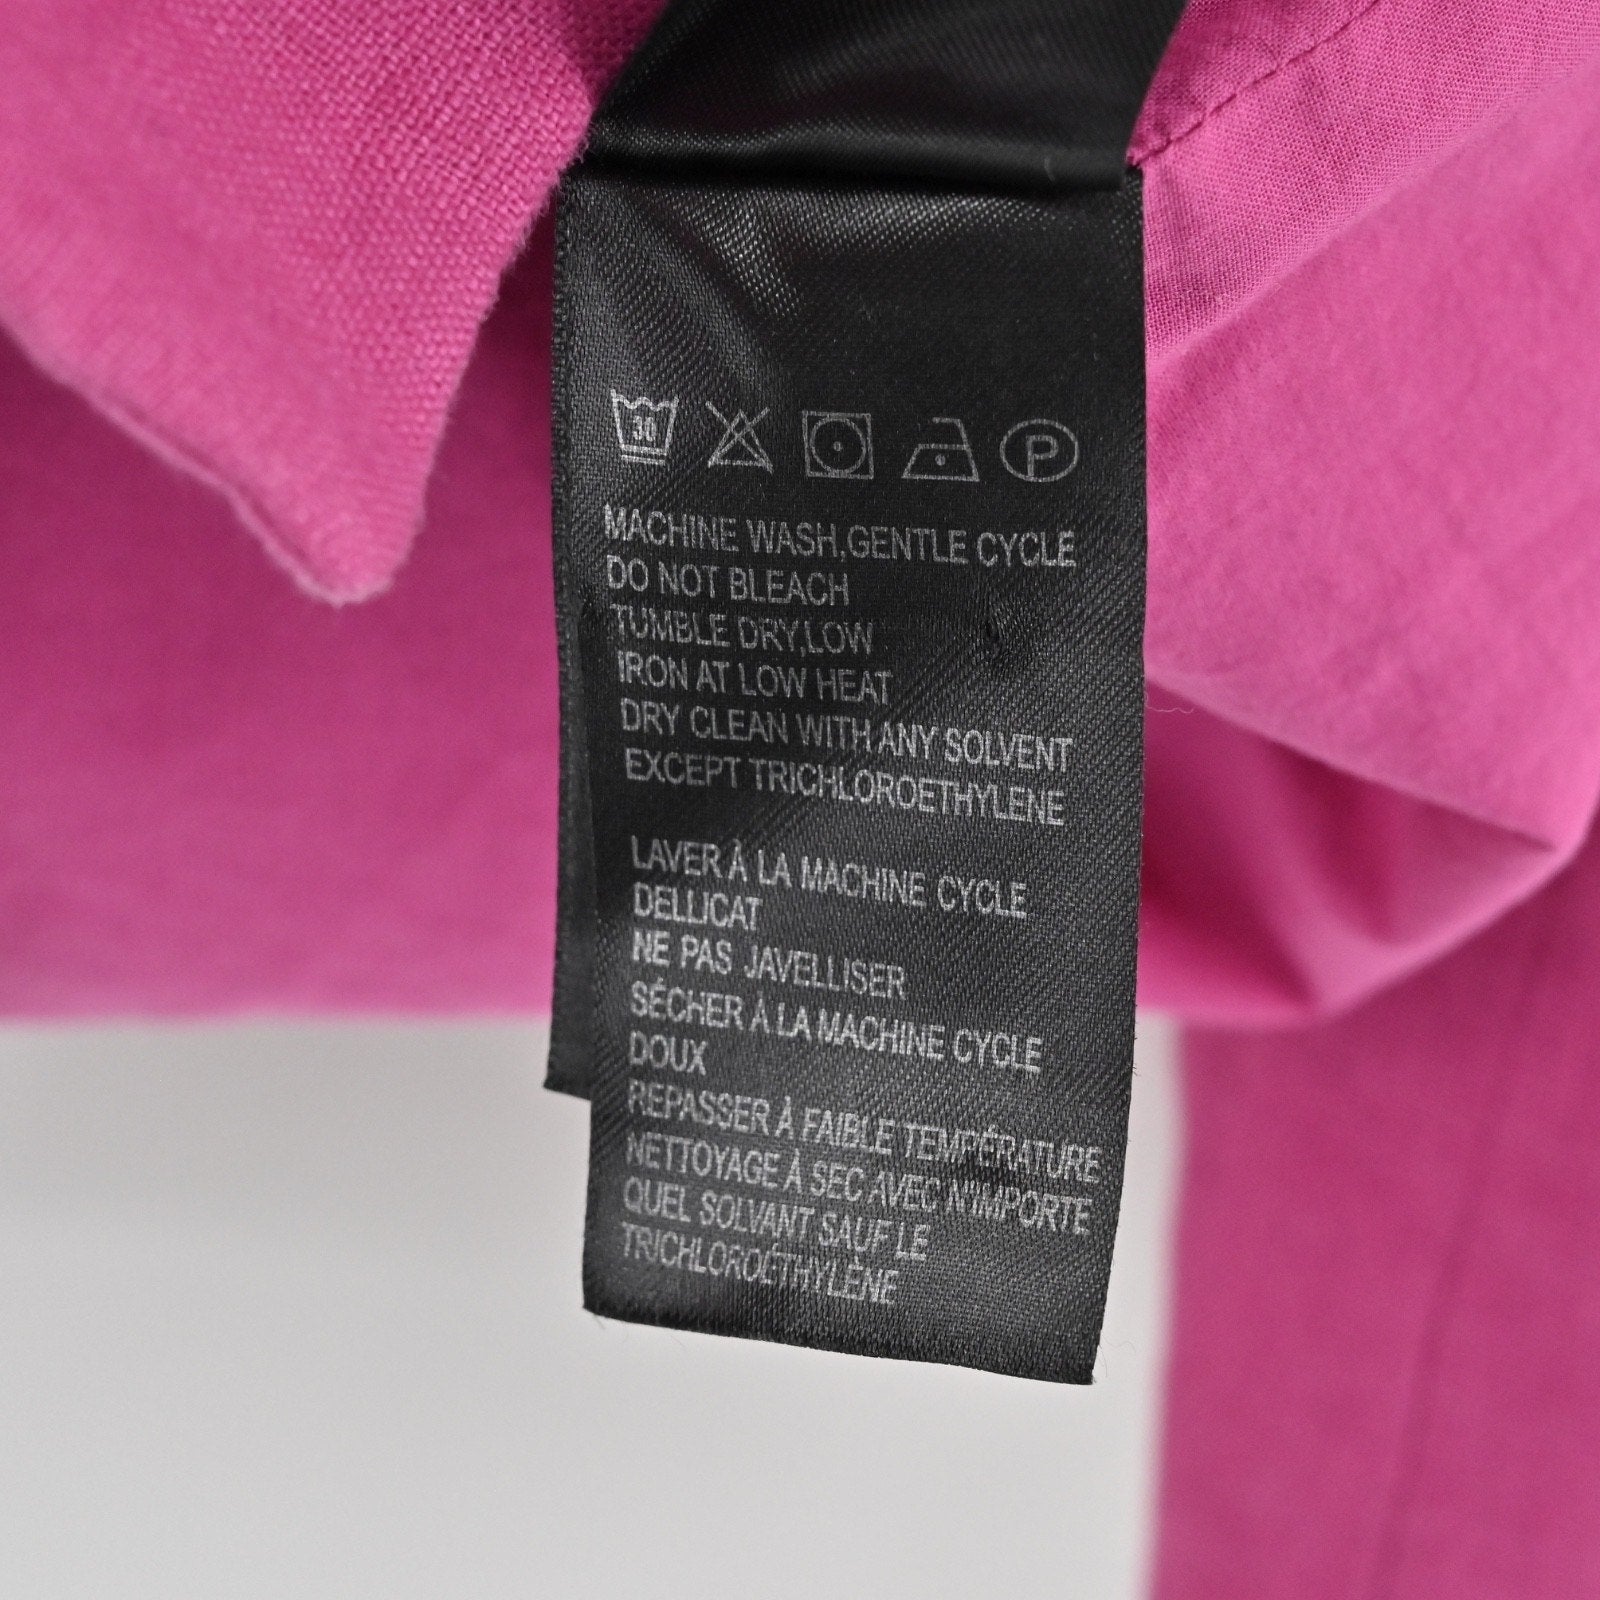 30 P
MACHINE WASH,GENTLE CYCLE
DO NOT BLEACH
TUMBLE DRY,LOW
IRON AT LOW HEAT
DRY CLEAN WITH ANY SOLVENT
EXCEPT TRICHLOROETHYLENE
LAVER À LA MACHINE CYCLE
DELLICAT
NE PAS JAVELLISER
SÉCHER À LA MACHINE CYCLE
DOUX
REPASSER À FAIBLE TEMPÉRATURE
NETTOYAGE À SEC AVEC N'IMPORTE
QUEL SOLVANT SAUF LE
TRICHLOROÉTHYLÈNE